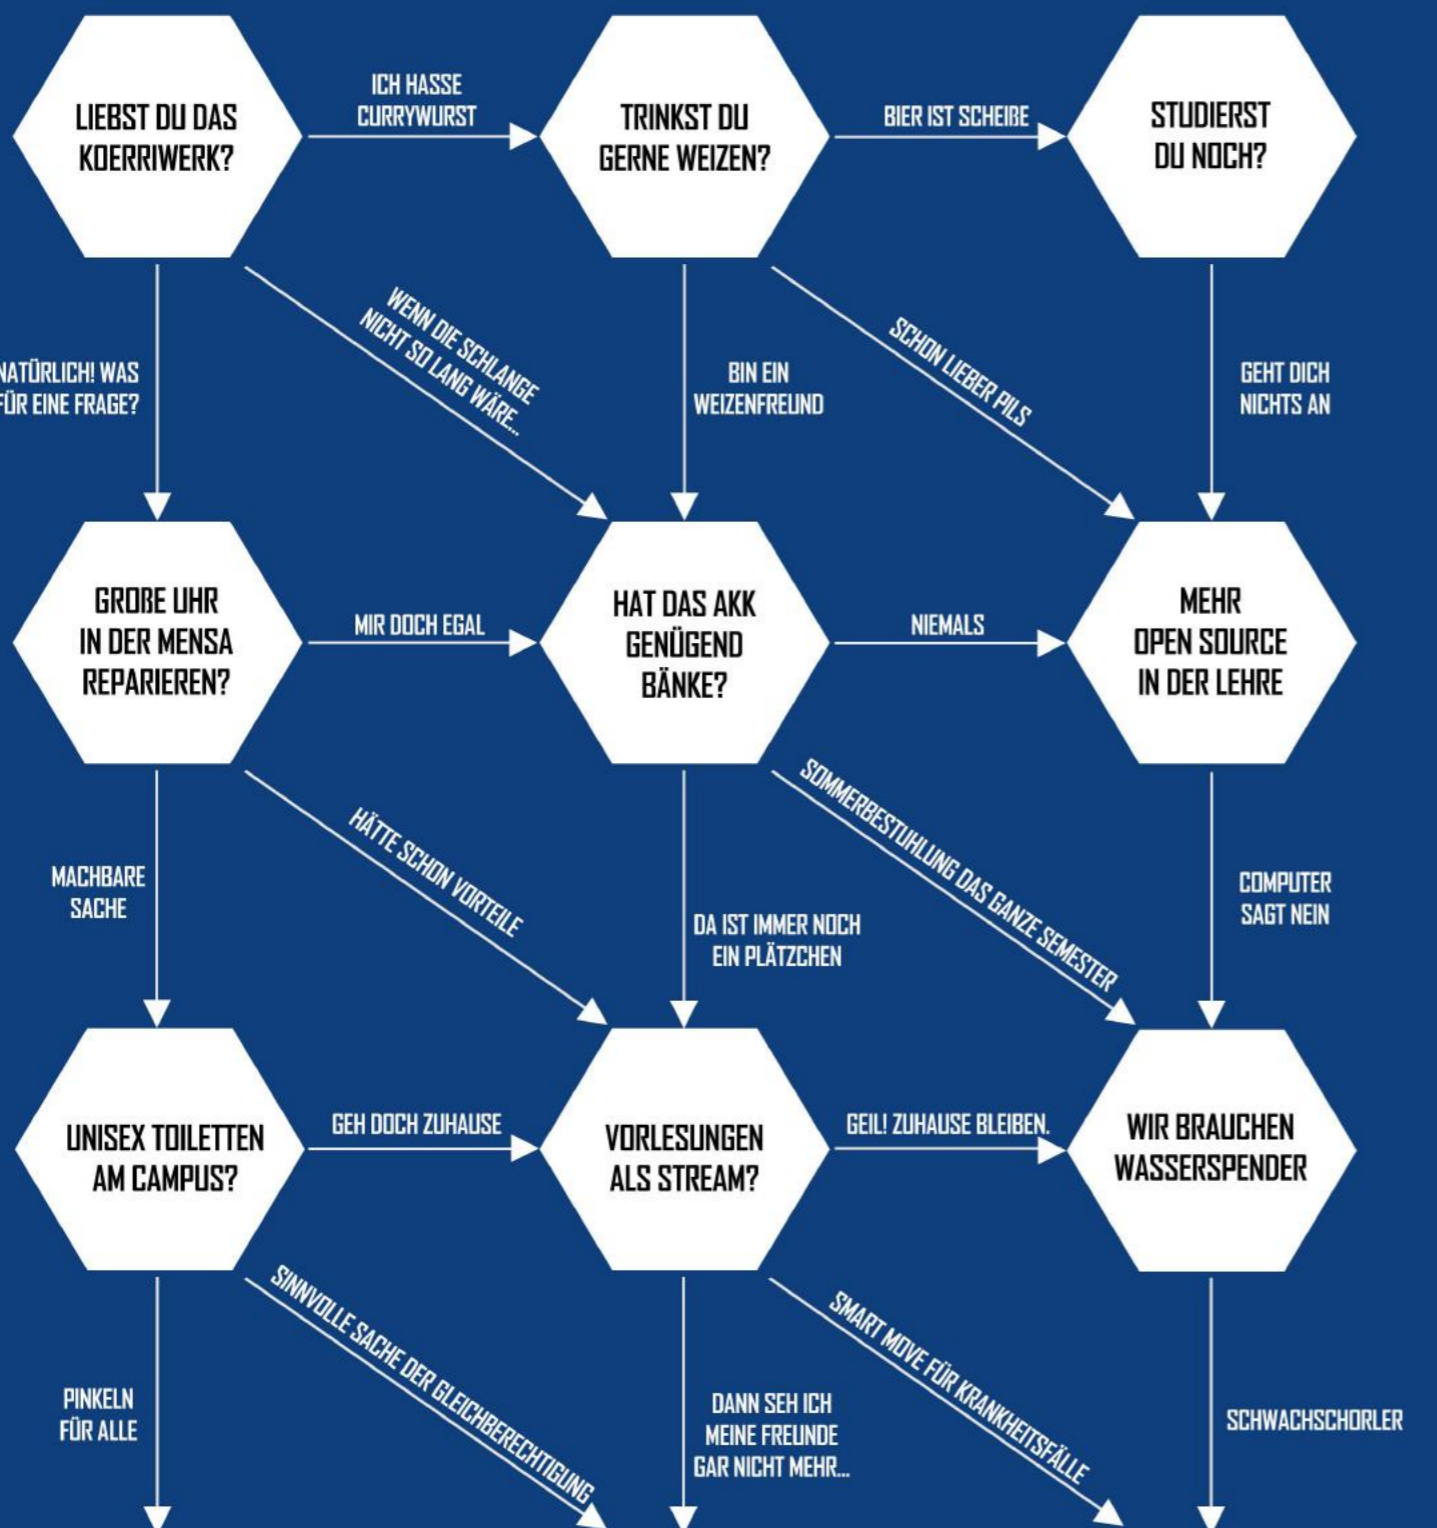 LIEBST DU DAS
KOERRIWERK?
ICH HASSE
CURRYWURST
TRINKST DU
GERNE WEIZEN?
BIER IST SCHEIßE
STUDIERST
DU NOCH?
NATÜRLICH! WAS
FÜR EINE FRAGE?
WENN DIE SCHLANGE
NICHT SO LANG WÄRE...
BIN EIN
WEIZENFREUND
SCHON LIEBER PILS
GEHT DICH
NICHTS AN
GROßE UHR
IN DER MENSA
REPARIEREN?
MIR DOCH EGAL
HAT DAS AKK
GENÜGEND
BÄNKE?
NIEMALS
MEHR
OPEN SOURCE
IN DER LEHRE
MACHBARE
SACHE
HÄTTE SCHON VORTEILE
DA IST IMMER NOCH
EIN PLÄTZCHEN
SOMMERBESTUHLUNG DAS GANZE SEMESTER
COMPUTER
SAGT NEIN
UNISEX TOILETTEN
AM CAMPUS?
GEH DOCH ZUHAUSE
VORLESUNGEN
ALS STREAM?
GEIL! ZUHAUSE BLEIBEN.
WIR BRAUCHEN
WASSERSPENDER
PINKELN
FÜR ALLE
SINNVOLLE SACHE DER GLEICHBERECHTIGUNG
DANN SEH ICH
MEINE FREUNDE
GAR NICHT MEHR...
SMART MOVE FÜR KRANKHEITSFÄLLE
SCHWACHSCHORLER